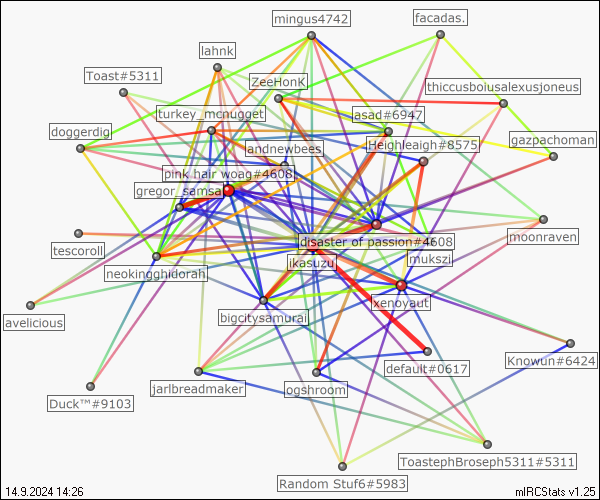 mingus4742
facadas.
lahnk
Toast#5311
ZeeHonK
thiccusboiusalexusjoneus
turkey_mcnugget
asad#6947
doggerdig
andnewbees
Heighleaigh#8575
gazpachoman
pink hair woag#4608
gregor_samsa
tescoroll
disaster of passion#4608
moonraven
ikasuzu
mukszi
neokingghidorah
xenoyaut
bigcitysamurai
avelicious
default#0617
Knowun#6424
jarlbreadmaker
ogshroom
Duck™#9103
ToastephBroseph5311#5311
Random Stuf6#5983
14.9.2024 14:26
mIRCStats v1.25